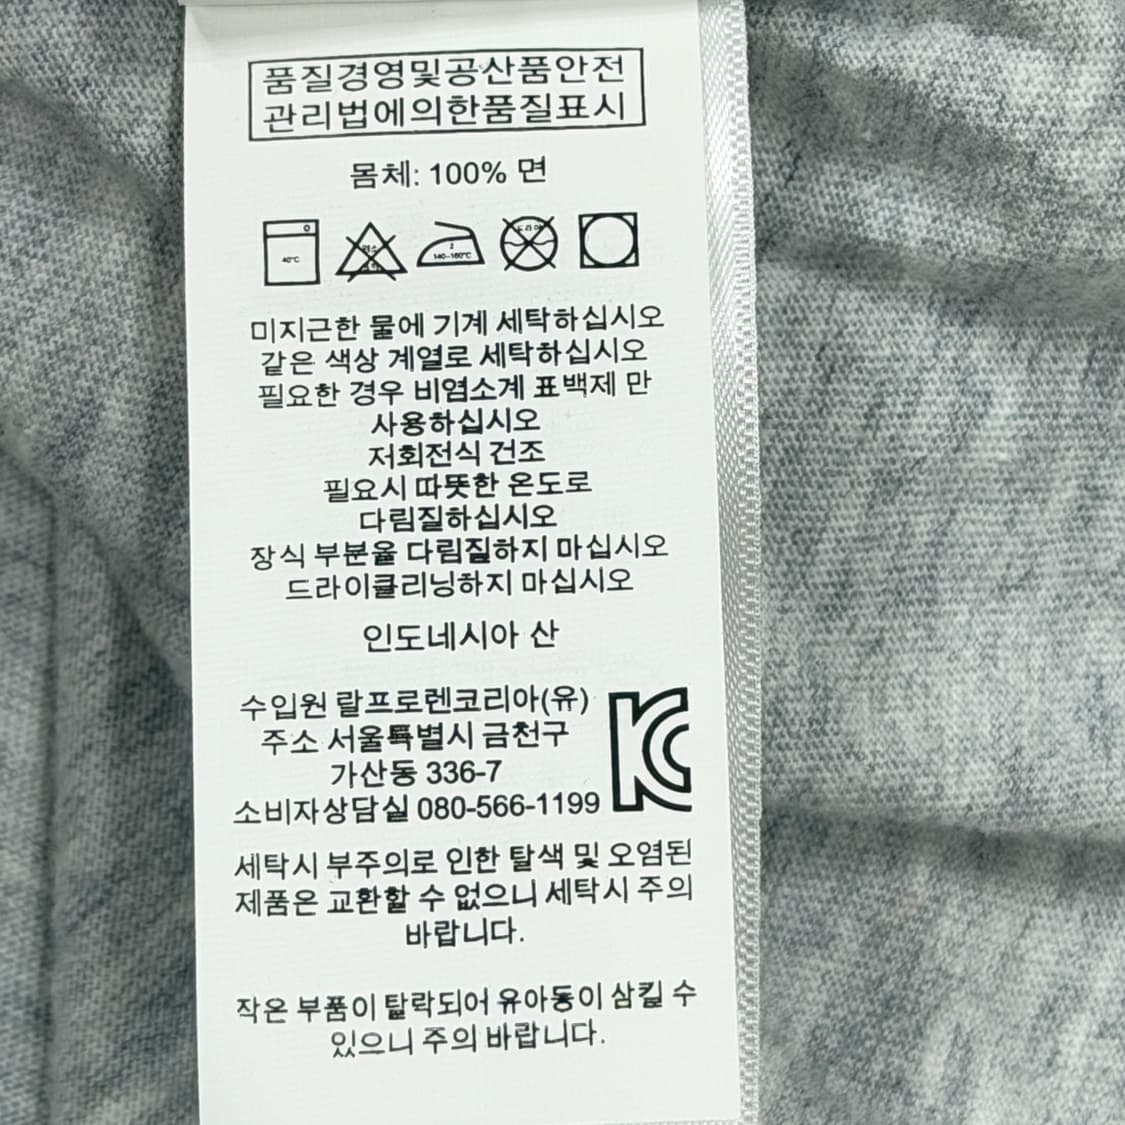 품질경영및공산품안전
관리법에의한품질표시
몸체: 100% 면
40°C
2
140~160°C
미지근한 물에 기계 세탁하십시오
같은 색상 계열로 세탁하십시오
필요한 경우 비염소계 표백제 만
사용하십시오
저회전식 건조
필요시 따뜻한 온도로
다림질하십시오
장식 부분을 다림질하지 마십시오
드라이클리닝하지 마십시오
인도네시아 산
수입원 랄프로렌코리아(유)
주소 서울특별시 금천구
가산동 336-7
소비자상담실 080-566-1199
세탁시 부주의로 인한 탈색 및 오염된
제품은 교환할 수 없으니 세탁시 주의
바랍니다.
작은 부품이 탈락되어 유아동이 삼킬 수
있으니 주의 바랍니다.